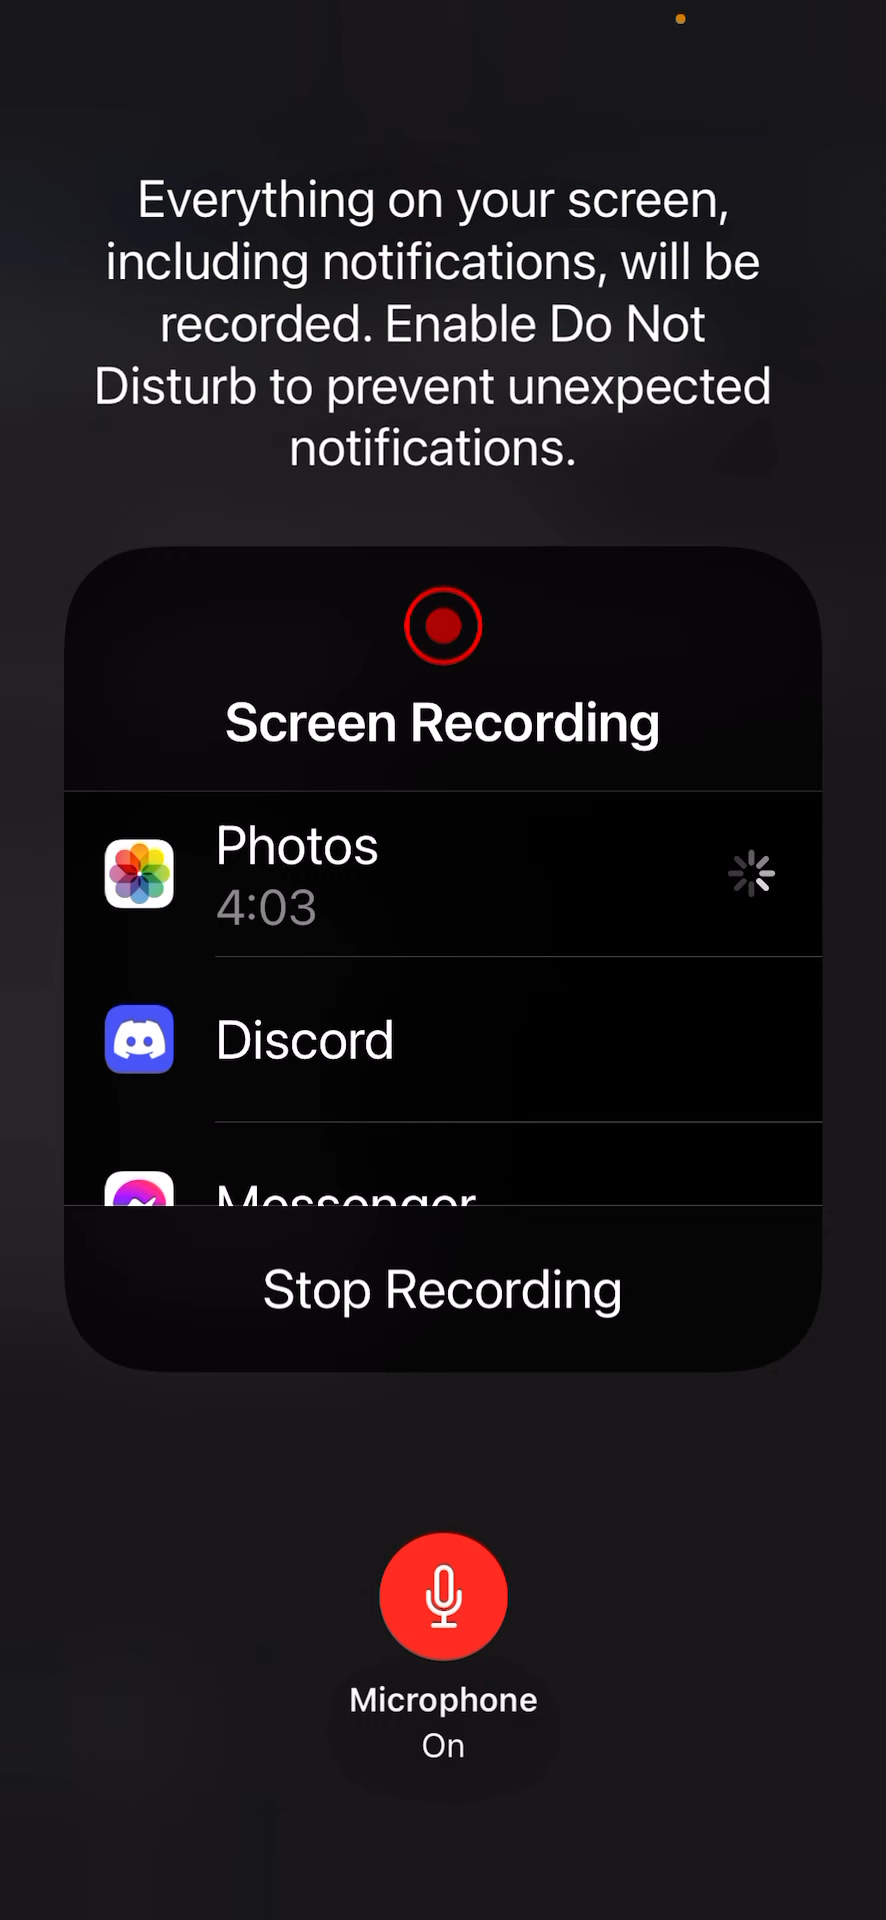 Everything on your screen,
including notifications, will be
recorded. Enable Do Not
Disturb to prevent unexpected
notifications.
Screen Recording
Photos
4:03
Discord
Messenger
Stop Recording
Microphone
On